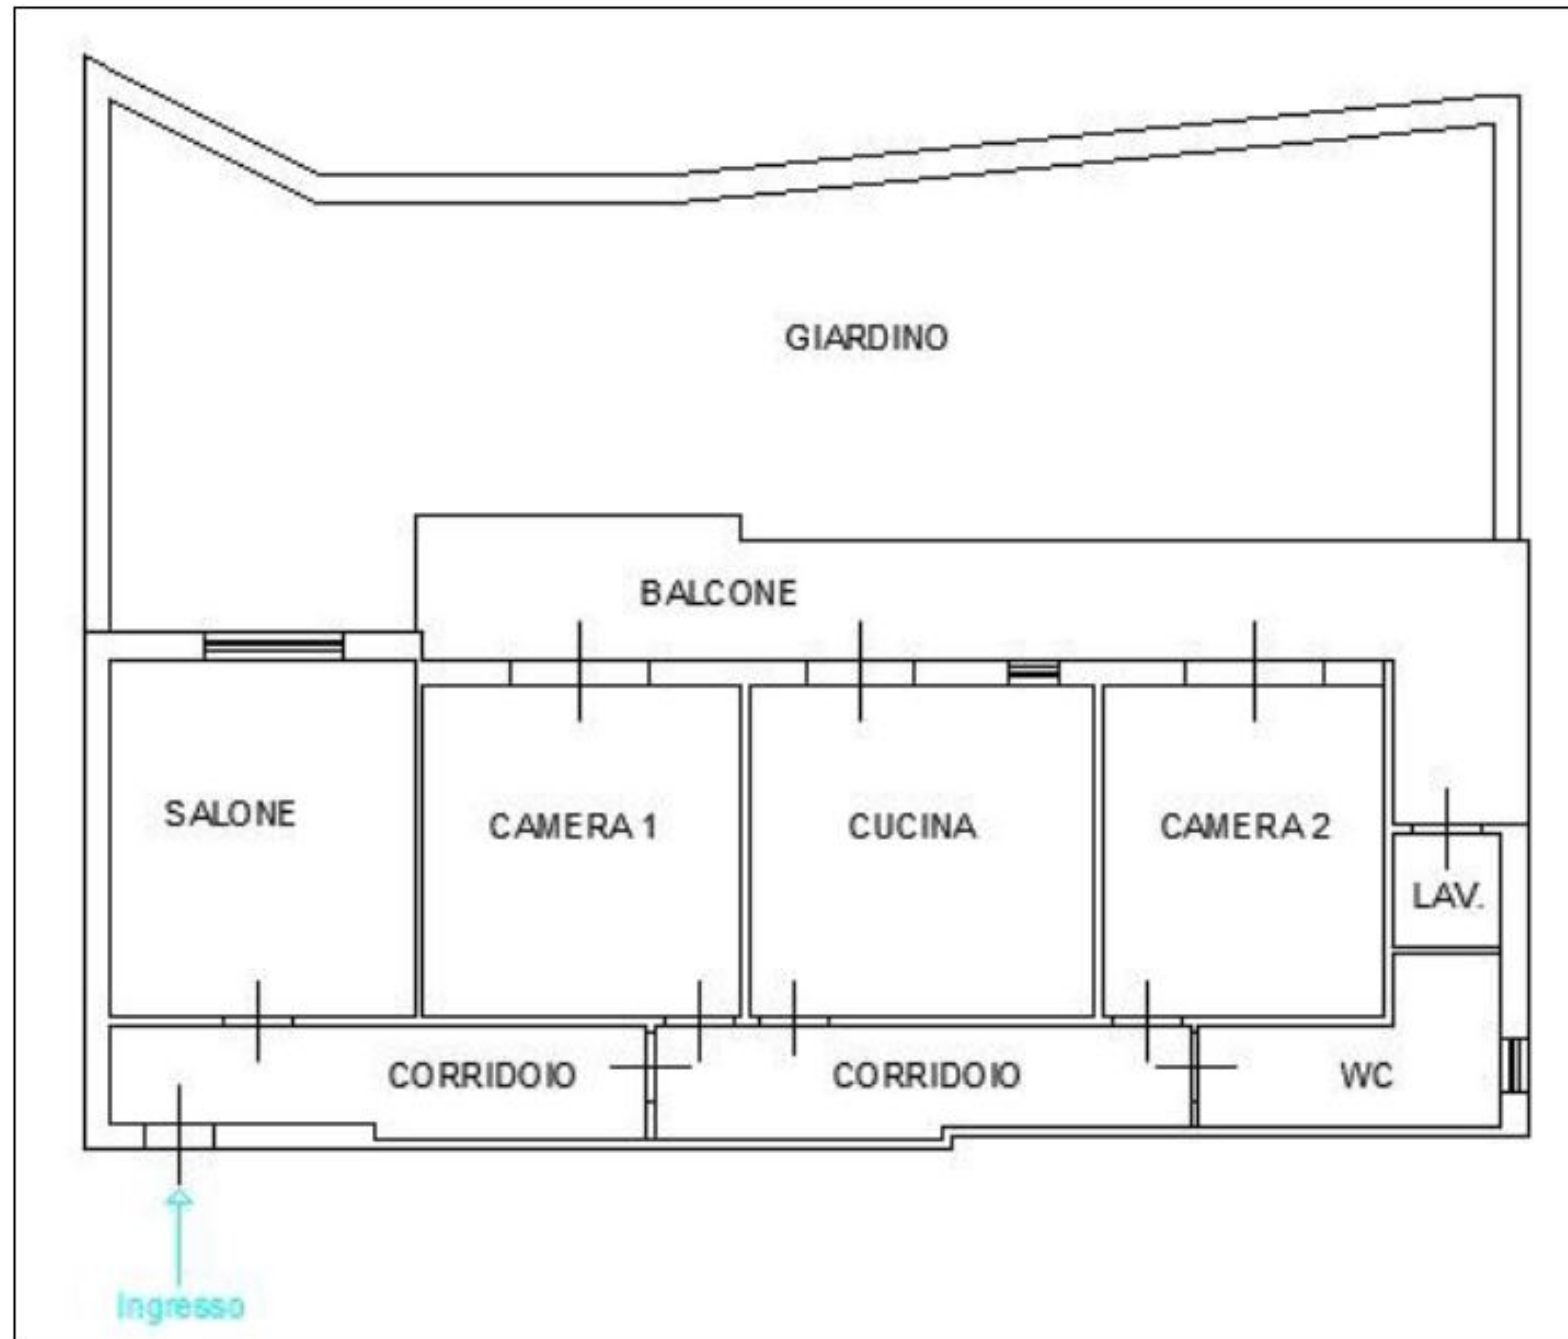 GIARDINO
BALCONE
SALONE
CAMERA 1
CUCINA
CAMERA 2
LAV.
CORRIDOIO
CORRIDOIO
WC
Ingresso